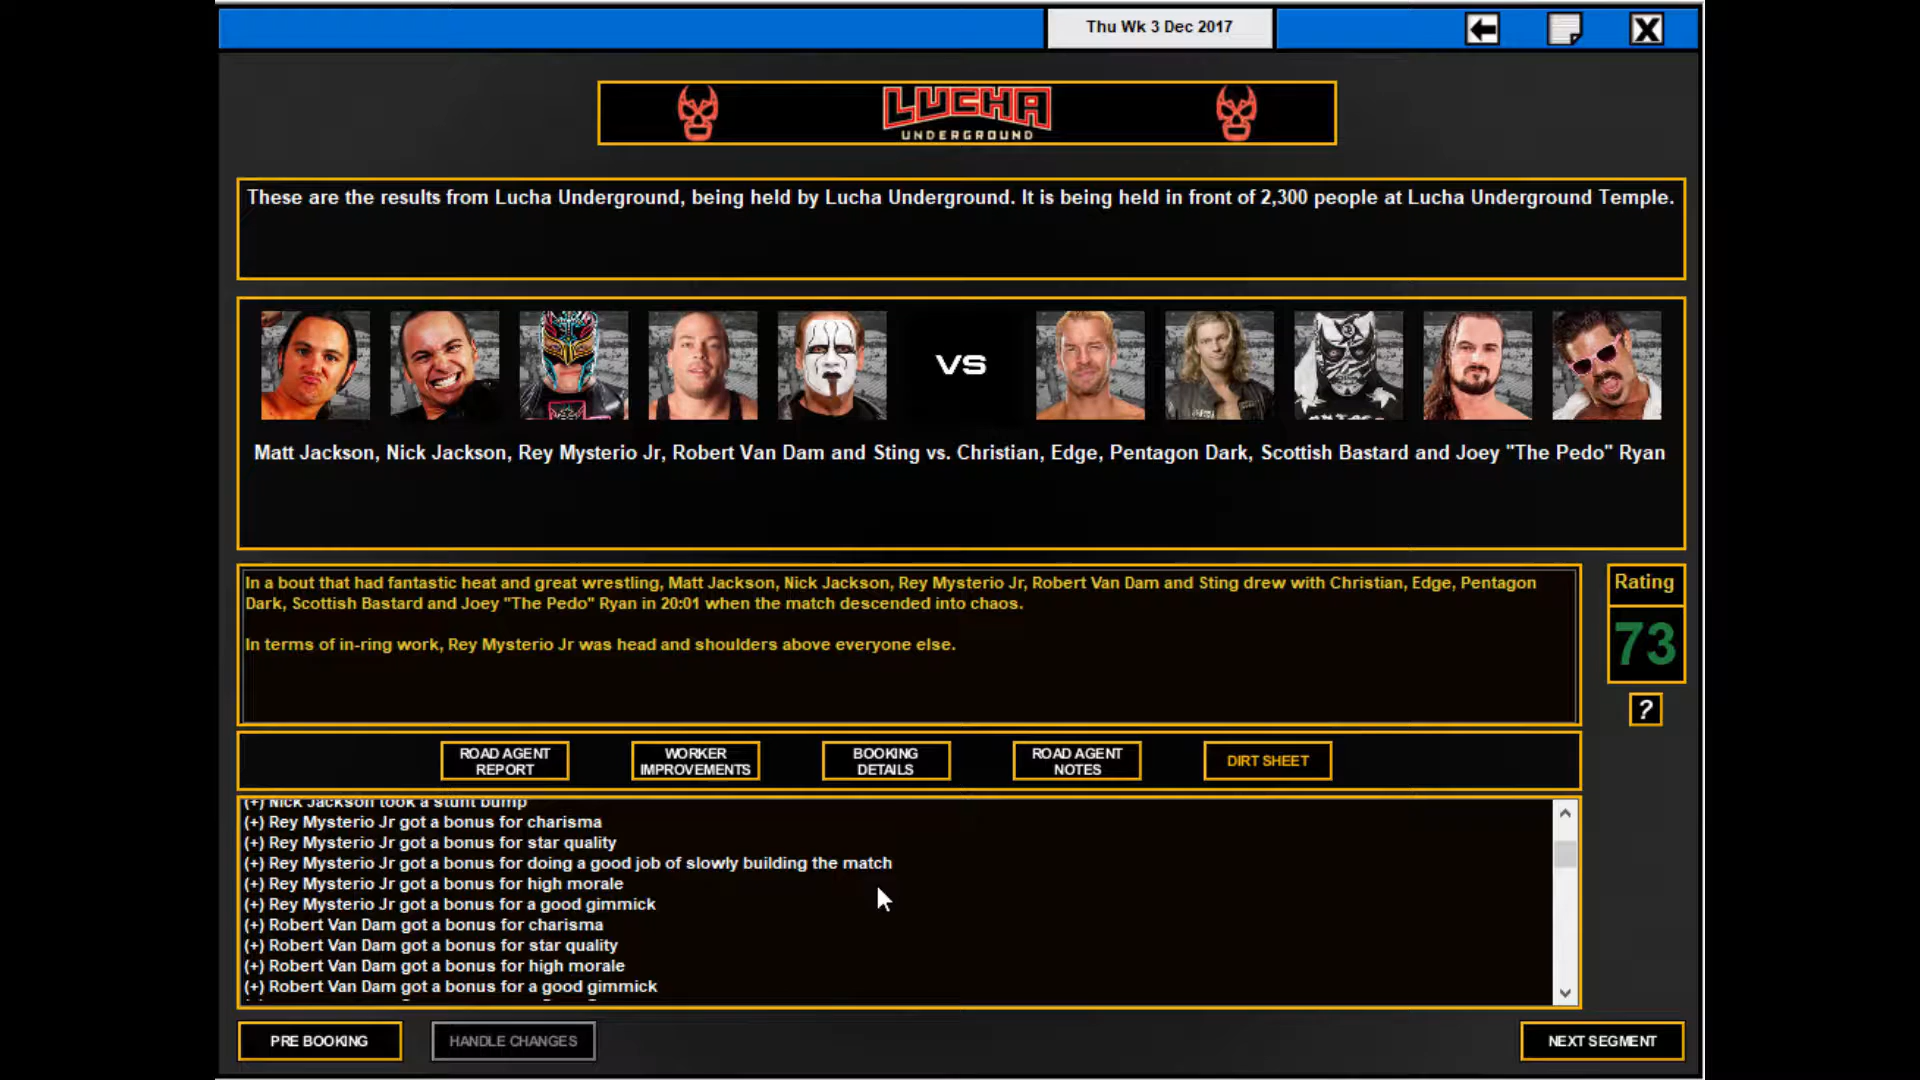 Thu Wk 3 Dec 2017
X
LUCHA
UNDERGROUND
These are the results from Lucha Underground, being held by Lucha Underground. It is being held in front of 2,300 people at Lucha Underground Temple.
VS
Matt Jackson, Nick Jackson, Rey Mysterio Jr, Robert Van Dam and Sting vs. Christian, Edge, Pentagon Dark, Scottish Bastard and Joey "The Pedo" Ryan
In a bout that had fantastic heat and great wrestling, Matt Jackson, Nick Jackson, Rey Mysterio Jr, Robert Van Dam and Sting drew with Christian, Edge, Pentagon
Dark, Scottish Bastard and Joey "The Pedo" Ryan in 20:01 when the match descended into chaos.
In terms of in-ring work, Rey Mysterio Jr was head and shoulders above everyone else.
Rating
73
?
ROAD AGENT
REPORT
WORKER
IMPROVEMENTS
BOOKING
DETAILS
ROAD AGENT
NOTES
DIRT SHEET
(+) Nick Jackson took a stunt bump
(+) Rey Mysterio Jr got a bonus for charisma
(+) Rey Mysterio Jr got a bonus for star quality
(+) Rey Mysterio Jr got a bonus for doing a good job of slowly building the match
(+) Rey Mysterio Jr got a bonus for high morale
(+) Rey Mysterio Jr got a bonus for a good gimmick
(+) Robert Van Dam got a bonus for charisma
(+) Robert Van Dam got a bonus for star quality
(+) Robert Van Dam got a bonus for high morale
(+) Robert Van Dam got a bonus for a good gimmick
PRE BOOKING
HANDLE CHANGES
NEXT SEGMENT